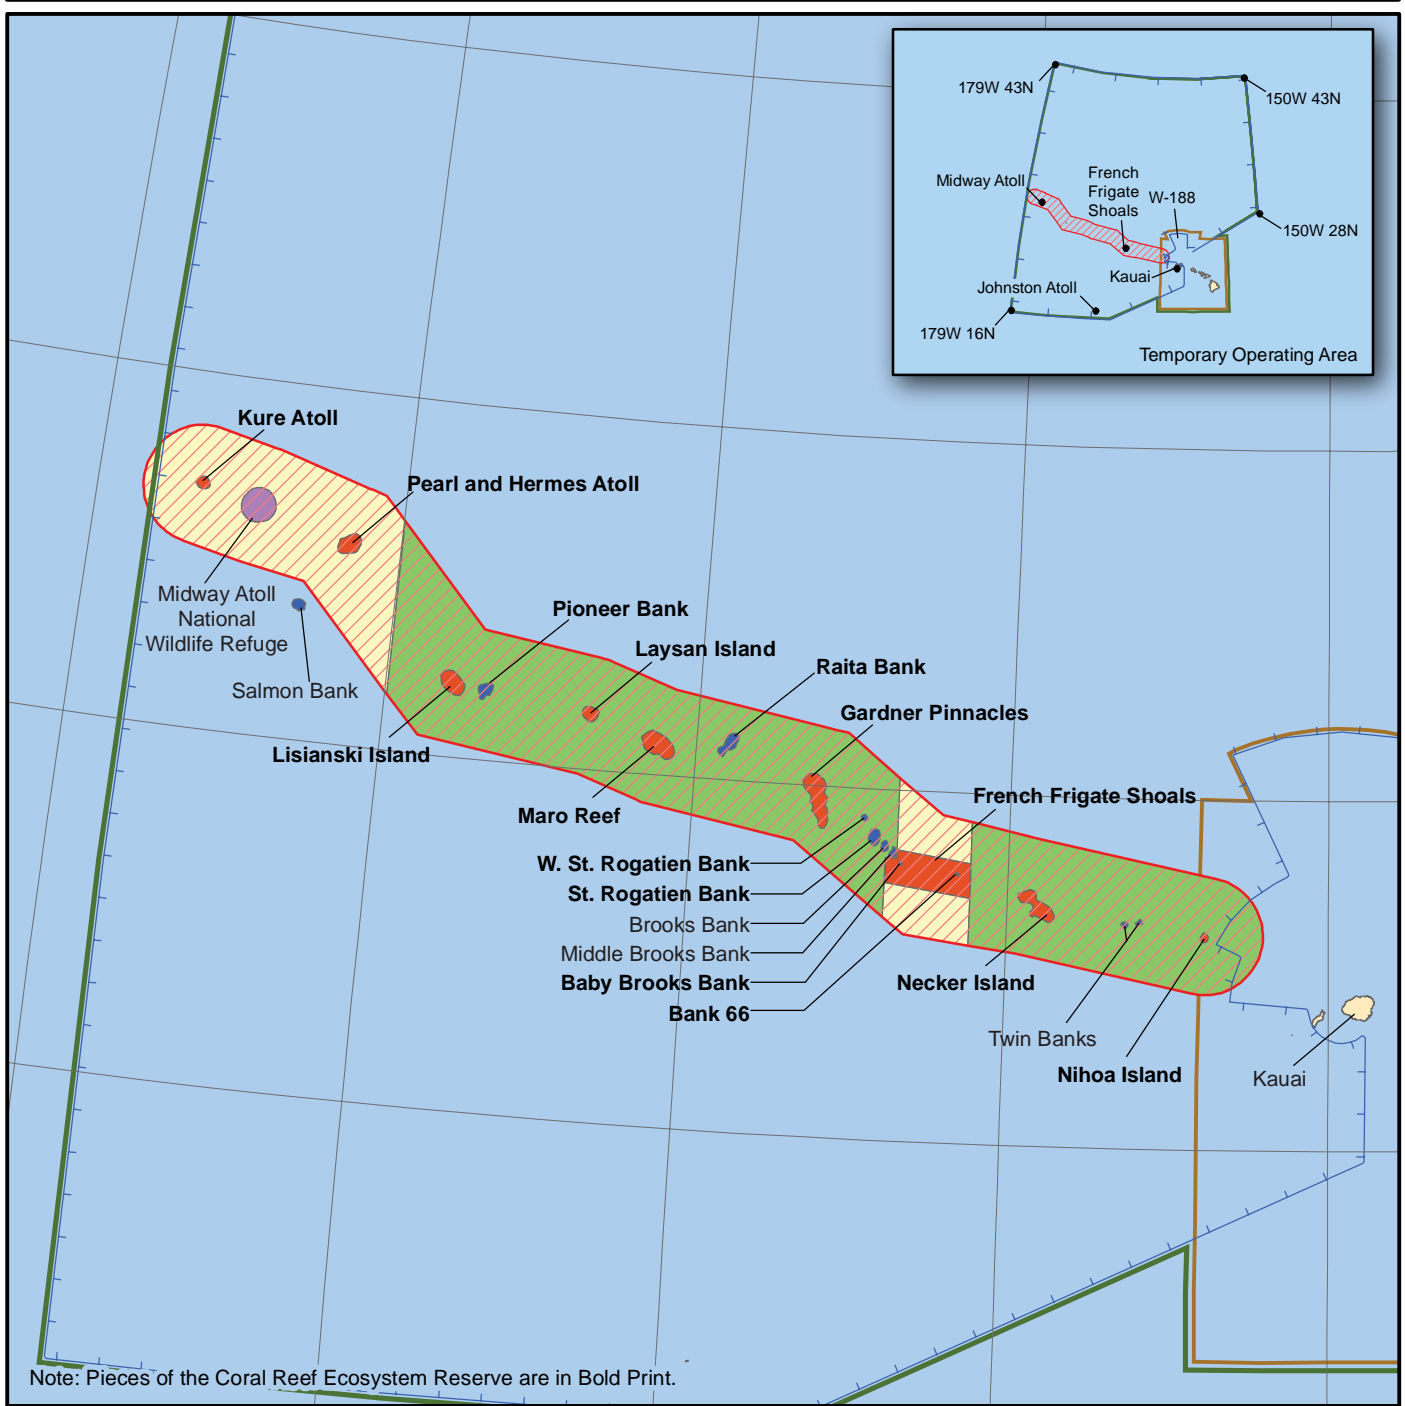 179W 43N
150W 43N
Midway Atoll
French
Frigate
Shoals
W-188
150W 28N
Kauai
Johnston Atoll
179W 16N
Temporary Operating Area
Kure Atoll
Pearl and Hermes Atoll
Midway Atoll
National
Wildlife Refuge
Salmon Bank
Pioneer Bank
Laysan Island
Raita Bank
Gardner Pinnacles
Lisianski Island
Maro Reef
French Frigate Shoals
W. St. Rogatien Bank
St. Rogatien Bank
Brooks Bank
Middle Brooks Bank
Baby Brooks Bank
Bank 66
Necker Island
Twin Banks
Nihoa Island
Kauai
Note: Pieces of the Coral Reef Ecosystem Reserve are in Bold Print.